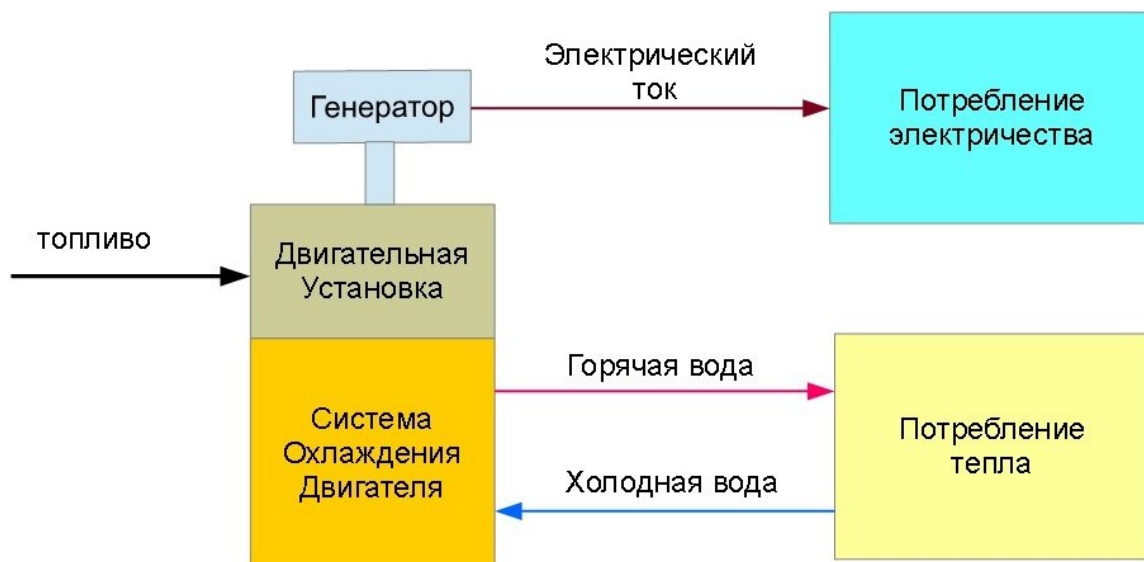 Электрический
ток
Генератор
Потребление
электричества
топливо
Двигательная
Установка
Горячая вода
Система
Охлаждения
Двигателя
Потребление
тепла
Холодная вода